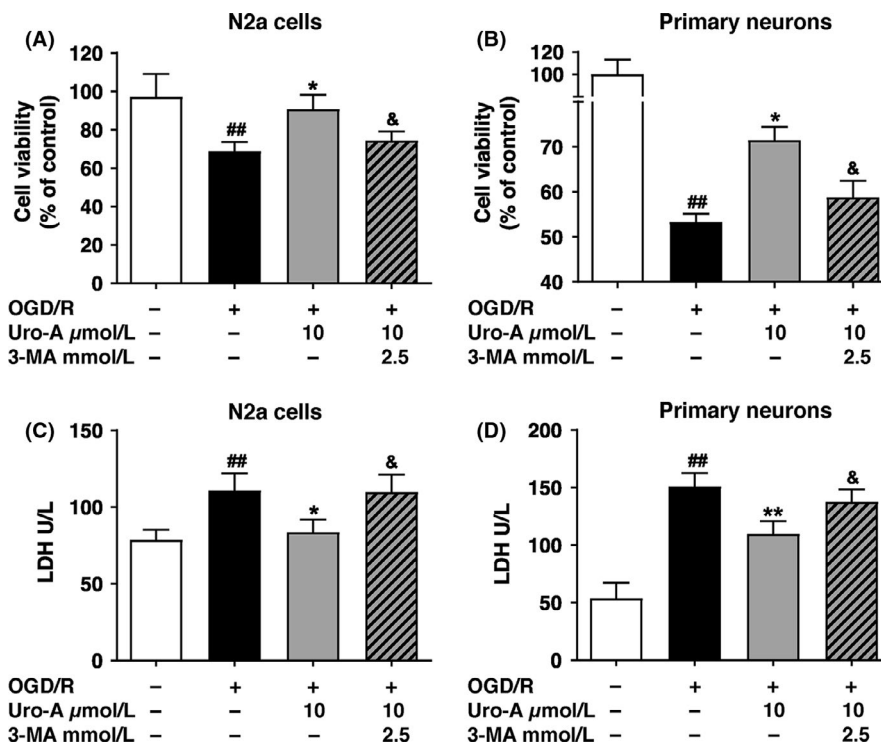 (A)
N2a cells
Cell viability
(% of control)
120
100
80
60
40
20
0
##
*
&
OGD/R – + + +
Uro-A µmol/L – – 10 10
3-MA mmol/L – – – 2.5
(B)
Primary neurons
Cell viability
(% of control)
120
100
70
60
50
40
##
*
&
OGD/R – + + +
Uro-A µmol/L – – 10 10
3-MA mmol/L – – – 2.5
(C)
N2a cells
LDH U/L
150
100
50
0
##
*
&
OGD/R – + + +
Uro-A µmol/L – – 10 10
3-MA mmol/L – – – 2.5
(D)
Primary neurons
LDH U/L
200
150
100
50
0
##
**
&
OGD/R – + + +
Uro-A µmol/L – – 10 10
3-MA mmol/L – – – 2.5